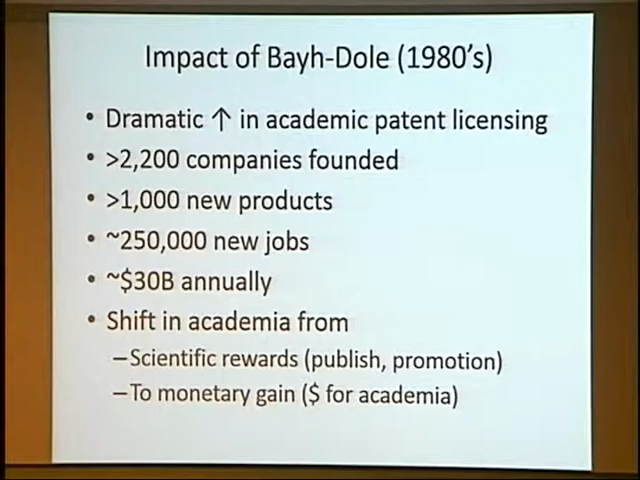 Impact of Bayh-Dole (1980's)
• Dramatic ↑ in academic patent licensing
• >2,200 companies founded
• >1,000 new products
• ~250,000 new jobs
• ~$30B annually
• Shift in academia from
–Scientific rewards (publish, promotion)
–To monetary gain ($ for academia)